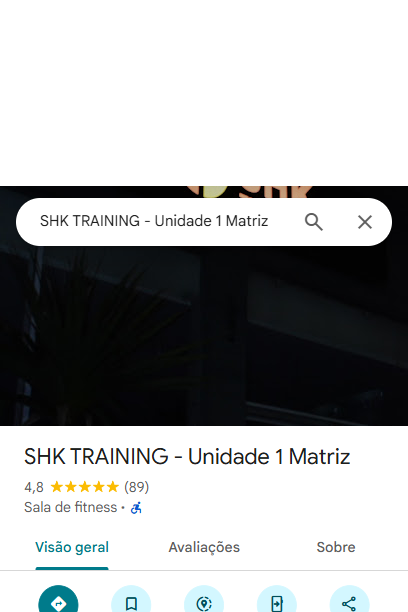 SHK
SHK TRAINING - Unidade 1 Matriz
SHK TRAINING - Unidade 1 Matriz
4,8 (89)
Sala de fitness ·
Visão geral Avaliações Sobre